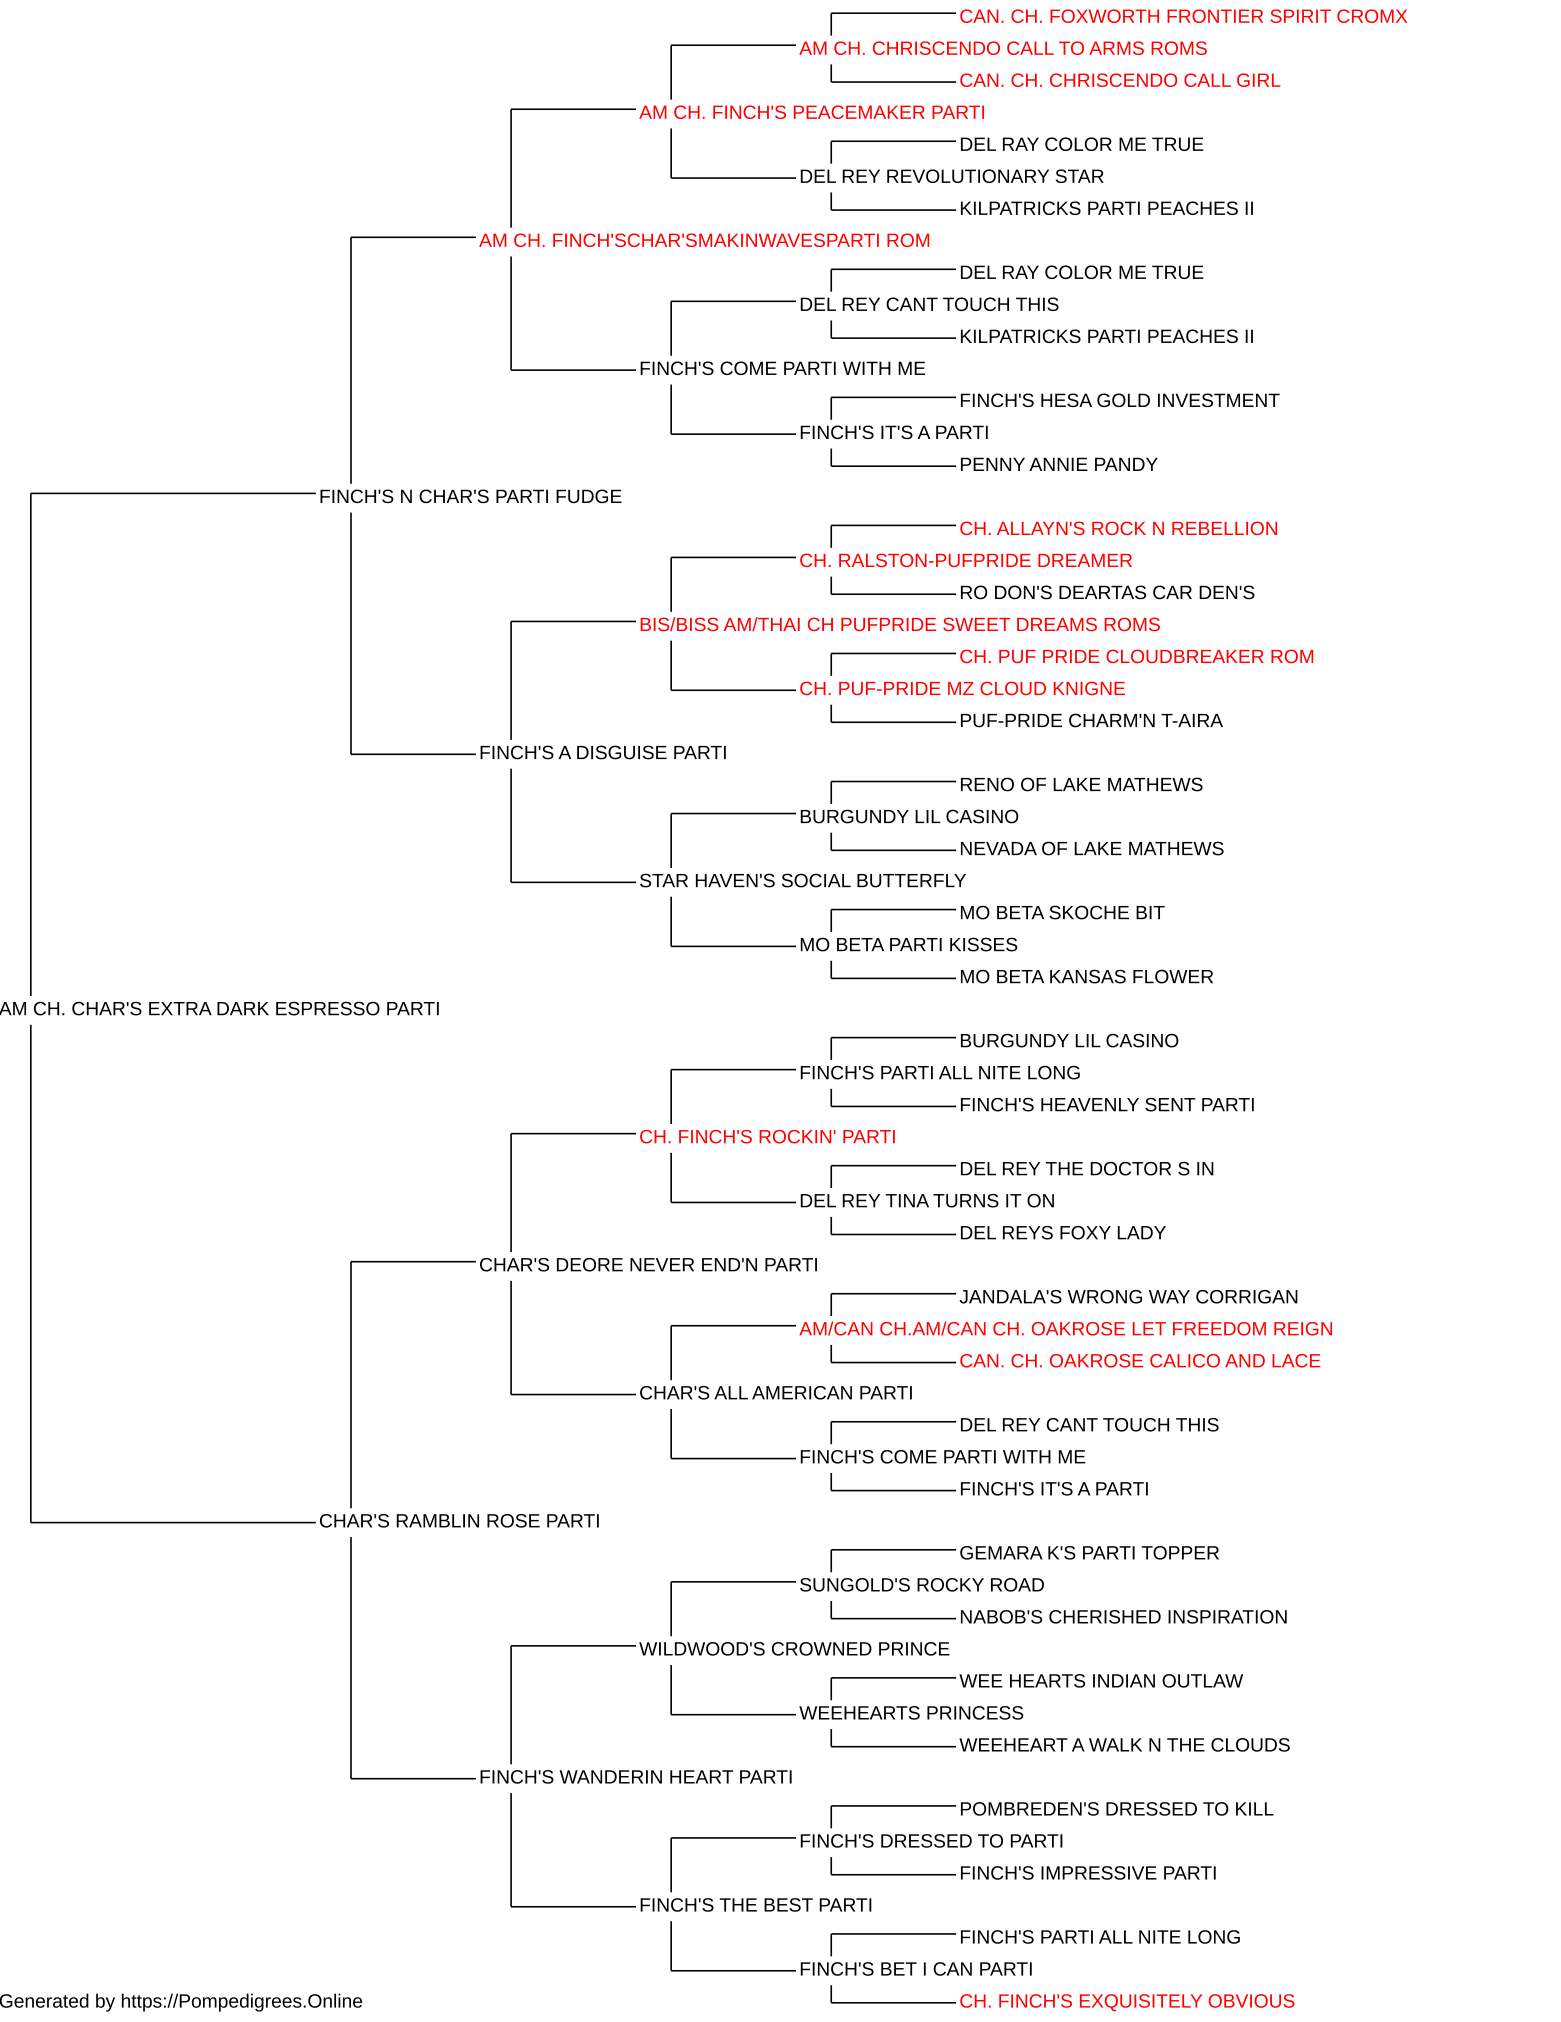 CAN. CH. FOXWORTH FRONTIER SPIRIT CROMX
AM CH. CHRISCENDO CALL TO ARMS ROMS
CAN. CH. CHRISCENDO CALL GIRL
AM CH. FINCH'S PEACEMAKER PARTI
DEL RAY COLOR ME TRUE
DEL REY REVOLUTIONARY STAR
KILPATRICKS PARTI PEACHES II
AM CH. FINCH'SCHAR'SMAKINWAVESPARTI ROM
DEL RAY COLOR ME TRUE
DEL REY CANT TOUCH THIS
KILPATRICKS PARTI PEACHES II
FINCH'S COME PARTI WITH ME
FINCH'S HESA GOLD INVESTMENT
FINCH'S IT'S A PARTI
PENNY ANNIE PANDY
FINCH'S N CHAR'S PARTI FUDGE
CH. ALLAYN'S ROCK N REBELLION
CH. RALSTON-PUFPRIDE DREAMER
RO DON'S DEARTAS CAR DEN'S
BIS/BISS AM/THAI CH PUFPRIDE SWEET DREAMS ROMS
CH. PUF PRIDE CLOUDBREAKER ROM
CH. PUF-PRIDE MZ CLOUD KNIGNE
PUF-PRIDE CHARM'N T-AIRA
FINCH'S A DISGUISE PARTI
RENO OF LAKE MATHEWS
BURGUNDY LIL CASINO
NEVADA OF LAKE MATHEWS
STAR HAVEN'S SOCIAL BUTTERFLY
MO BETA SKOCHE BIT
MO BETA PARTI KISSES
MO BETA KANSAS FLOWER
AM CH. CHAR'S EXTRA DARK ESPRESSO PARTI
BURGUNDY LIL CASINO
FINCH'S PARTI ALL NITE LONG
FINCH'S HEAVENLY SENT PARTI
CH. FINCH'S ROCKIN' PARTI
DEL REY THE DOCTOR S IN
DEL REY TINA TURNS IT ON
DEL REYS FOXY LADY
CHAR'S DEORE NEVER END'N PARTI
JANDALA'S WRONG WAY CORRIGAN
AM/CAN CH.AM/CAN CH. OAKROSE LET FREEDOM REIGN
CAN. CH. OAKROSE CALICO AND LACE
CHAR'S ALL AMERICAN PARTI
DEL REY CANT TOUCH THIS
FINCH'S COME PARTI WITH ME
FINCH'S IT'S A PARTI
CHAR'S RAMBLIN ROSE PARTI
GEMARA K'S PARTI TOPPER
SUNGOLD'S ROCKY ROAD
NABOB'S CHERISHED INSPIRATION
WILDWOOD'S CROWNED PRINCE
WEE HEARTS INDIAN OUTLAW
WEEHEARTS PRINCESS
WEEHEART A WALK N THE CLOUDS
FINCH'S WANDERIN HEART PARTI
POMBREDEN'S DRESSED TO KILL
FINCH'S DRESSED TO PARTI
FINCH'S IMPRESSIVE PARTI
FINCH'S THE BEST PARTI
FINCH'S PARTI ALL NITE LONG
FINCH'S BET I CAN PARTI
CH. FINCH'S EXQUISITELY OBVIOUS
Generated by https://Pompedigrees.Online